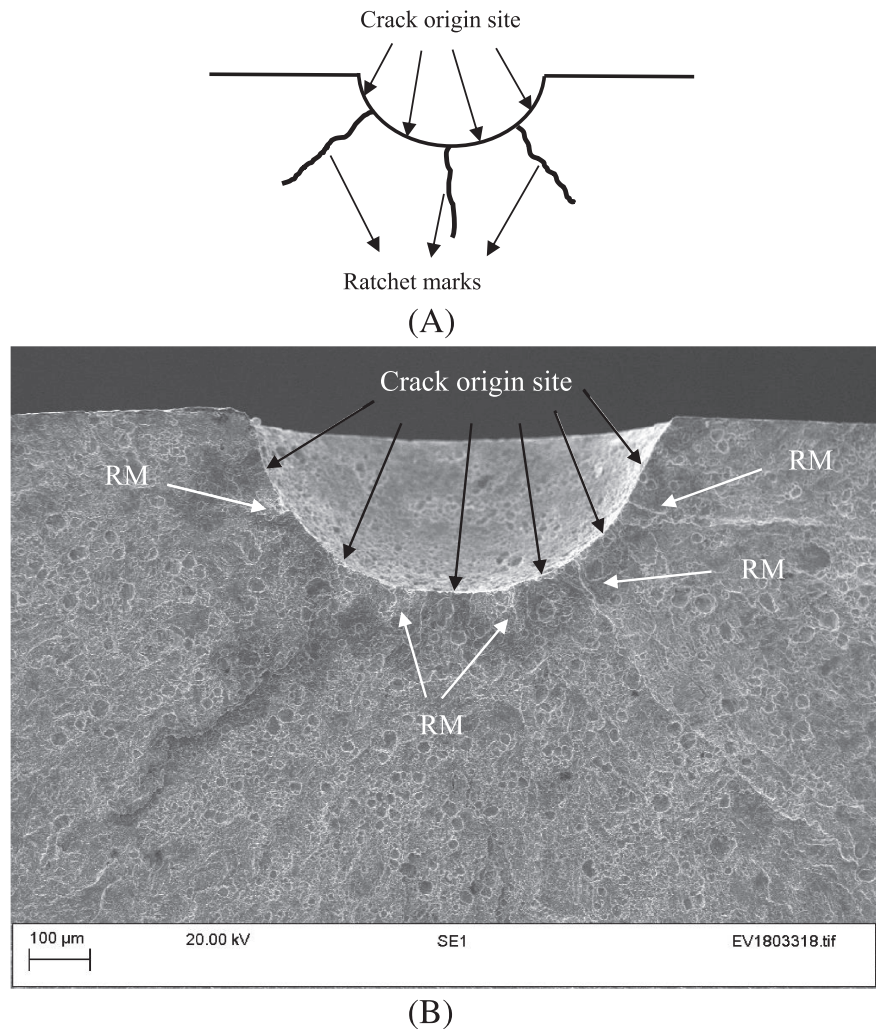 Crack origin site
Ratchet marks
(A)
Crack origin site
RM
RM
RM
RM
100 µm 20.00 kV SE1 EV1803318.tif
(B)